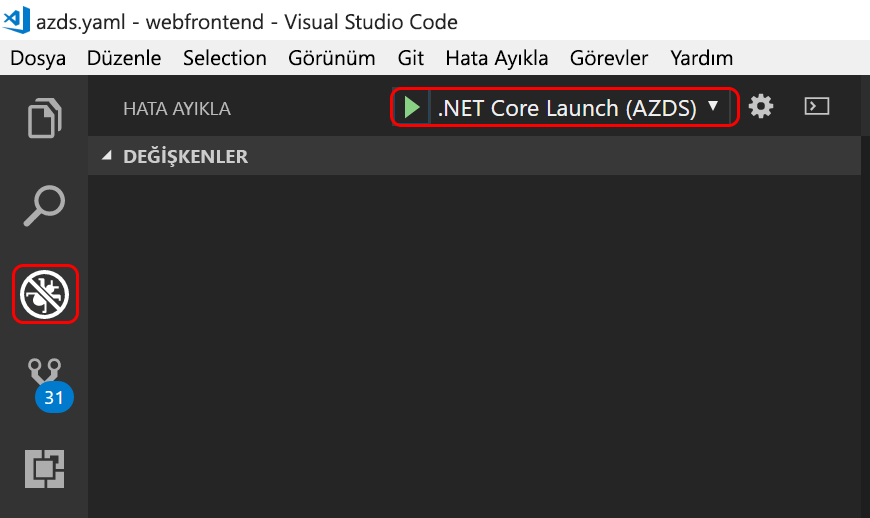 azds.yaml - webfrontend - Visual Studio Code
Dosya Düzenle Selection Görünüm Git Hata Ayıkla Görevler Yardım
HATA AYIKLA .NET Core Launch (AZDS)
DEĞİŞKENLER
31